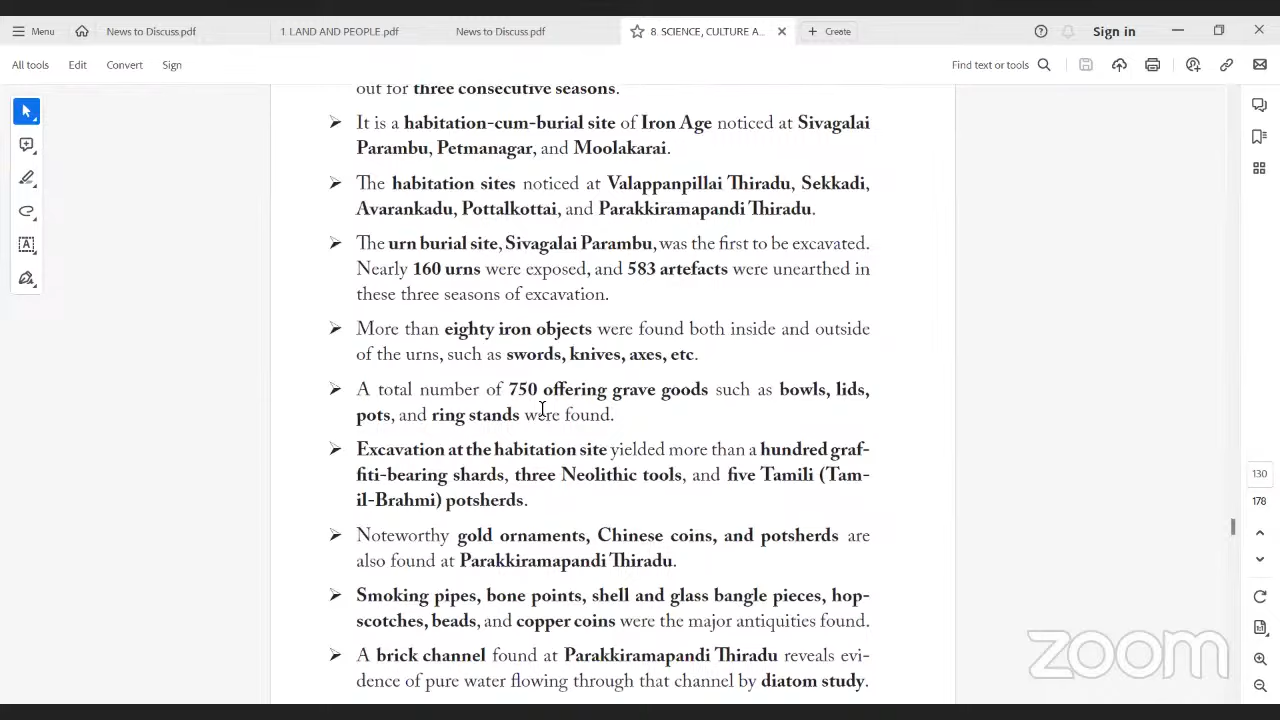 Menu
News to Discuss.pdf
1 LAND AND PEOPLE.pdf
News to Discuss.pdf
8. SCIENCE, CULTURE A...
Create
Sign in
All tools
Edit
Convert
Sign
Find text or tools
out for three consecutive seasons.
➢ It is a habitation-cum-burial site of Iron Age noticed at Sivagalai
Parambu, Petmanagar, and Moolakarai.
➢ The habitation sites noticed at Valappanpillai Thiradu, Sekkadi,
Avarankadu, Pottalkottai, and Parakkiramapandi Thiradu.
➢ The urn burial site, Sivagalai Parambu, was the first to be excavated.
Nearly 160 urns were exposed, and 583 artefacts were unearthed in
these three seasons of excavation.
➢ More than eighty iron objects were found both inside and outside
of the urns, such as swords, knives, axes, etc.
➢ A total number of 750 offering grave goods such as bowls, lids,
pots, and ring stands were found.
➢ Excavation at the habitation site yielded more than a hundred graf-
fiti-bearing shards, three Neolithic tools, and five Tamili (Tam-
il-Brahmi) potsherds.
➢ Noteworthy gold ornaments, Chinese coins, and potsherds are
also found at Parakkiramapandi Thiradu.
➢ Smoking pipes, bone points, shell and glass bangle pieces, hop-
scotches, beads, and copper coins were the major antiquities found.
➢ A brick channel found at Parakkiramapandi Thiradu reveals evi-
dence of pure water flowing through that channel by diatom study.
130
178
zoom